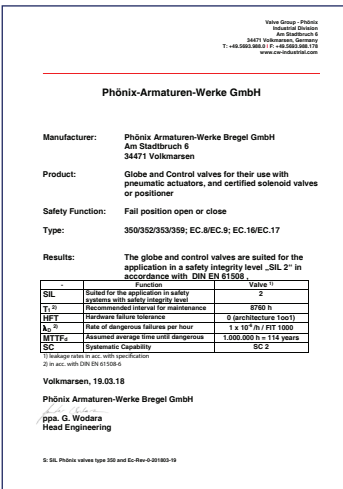 Valve Group - Phönix
Industrial Division
Am Stadtbruch 6
34471 Volkmarsen, Germany
T: +49.5693.988.0 I F: +49.5693.988.178
www.cw-industrial.com
Phönix-Armaturen-Werke GmbH
Manufacturer: Phönix Armaturen-Werke Bregel GmbH
Am Stadtbruch 6
34471 Volkmarsen
Product: Globe and Control valves for their use with
pneumatic actuators, and certified solenoid valves
or positioner
Safety Function: Fail position open or close
Type: 350/352/353/359; EC.8/EC.9; EC.16/EC.17
Results: The globe and control valves are suited for the
application in a safety integrity level „SIL 2“ in
accordance with DIN EN 61508 .
- Function Valve 1)
SIL Suited for the application in safety systems with safety integrity level 2
T1 2) Recommended interval for maintenance 8760 h
HFT Hardware failure tolerance 0 (architecture 1oo1)
λD 2) Rate of dangerous failures per hour 1 x 10-6 /h / FIT 1000
MTTFd Assumed average time until dangerous 1.000.000 h = 114 years
SC Systematic Capability SC 2
1) leakage rates in acc. with specification
2) in acc. with DIN EN 61508-6
Volkmarsen, 19.03.18
Phönix Armaturen-Werke Bregel GmbH
ppa. G. Wodara
Head Engineering
S: SIL Phönix valves type 350 and Ec-Rev-0-201803-19